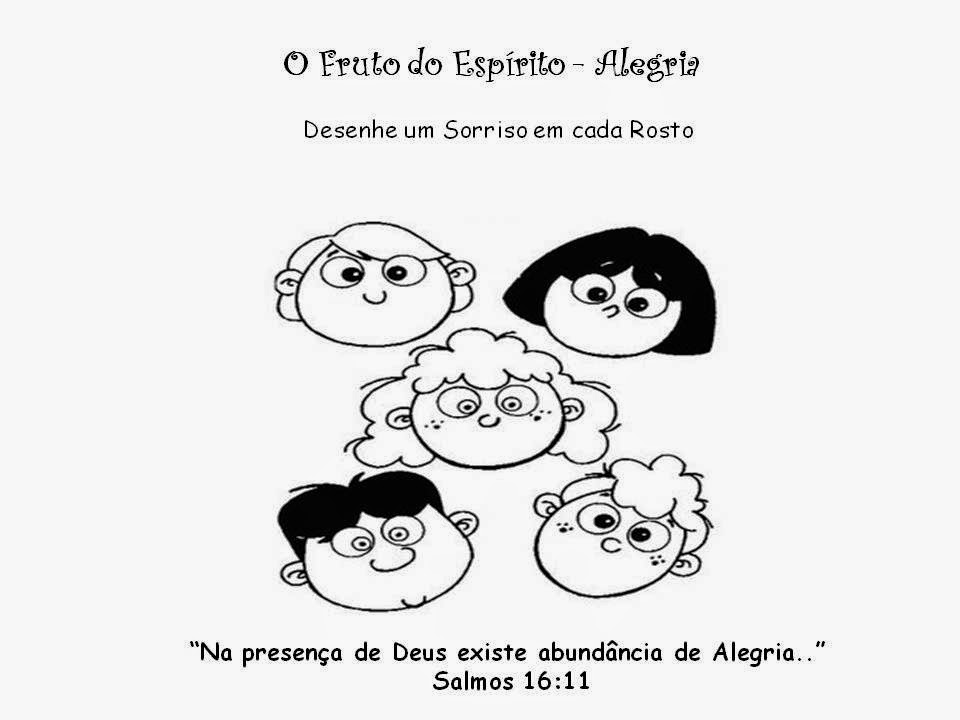 O Fruto do Espírito - Alegria
Desenhe um Sorriso em cada Rosto
“Na presença de Deus existe abundância de Alegria..”
Salmos 16:11